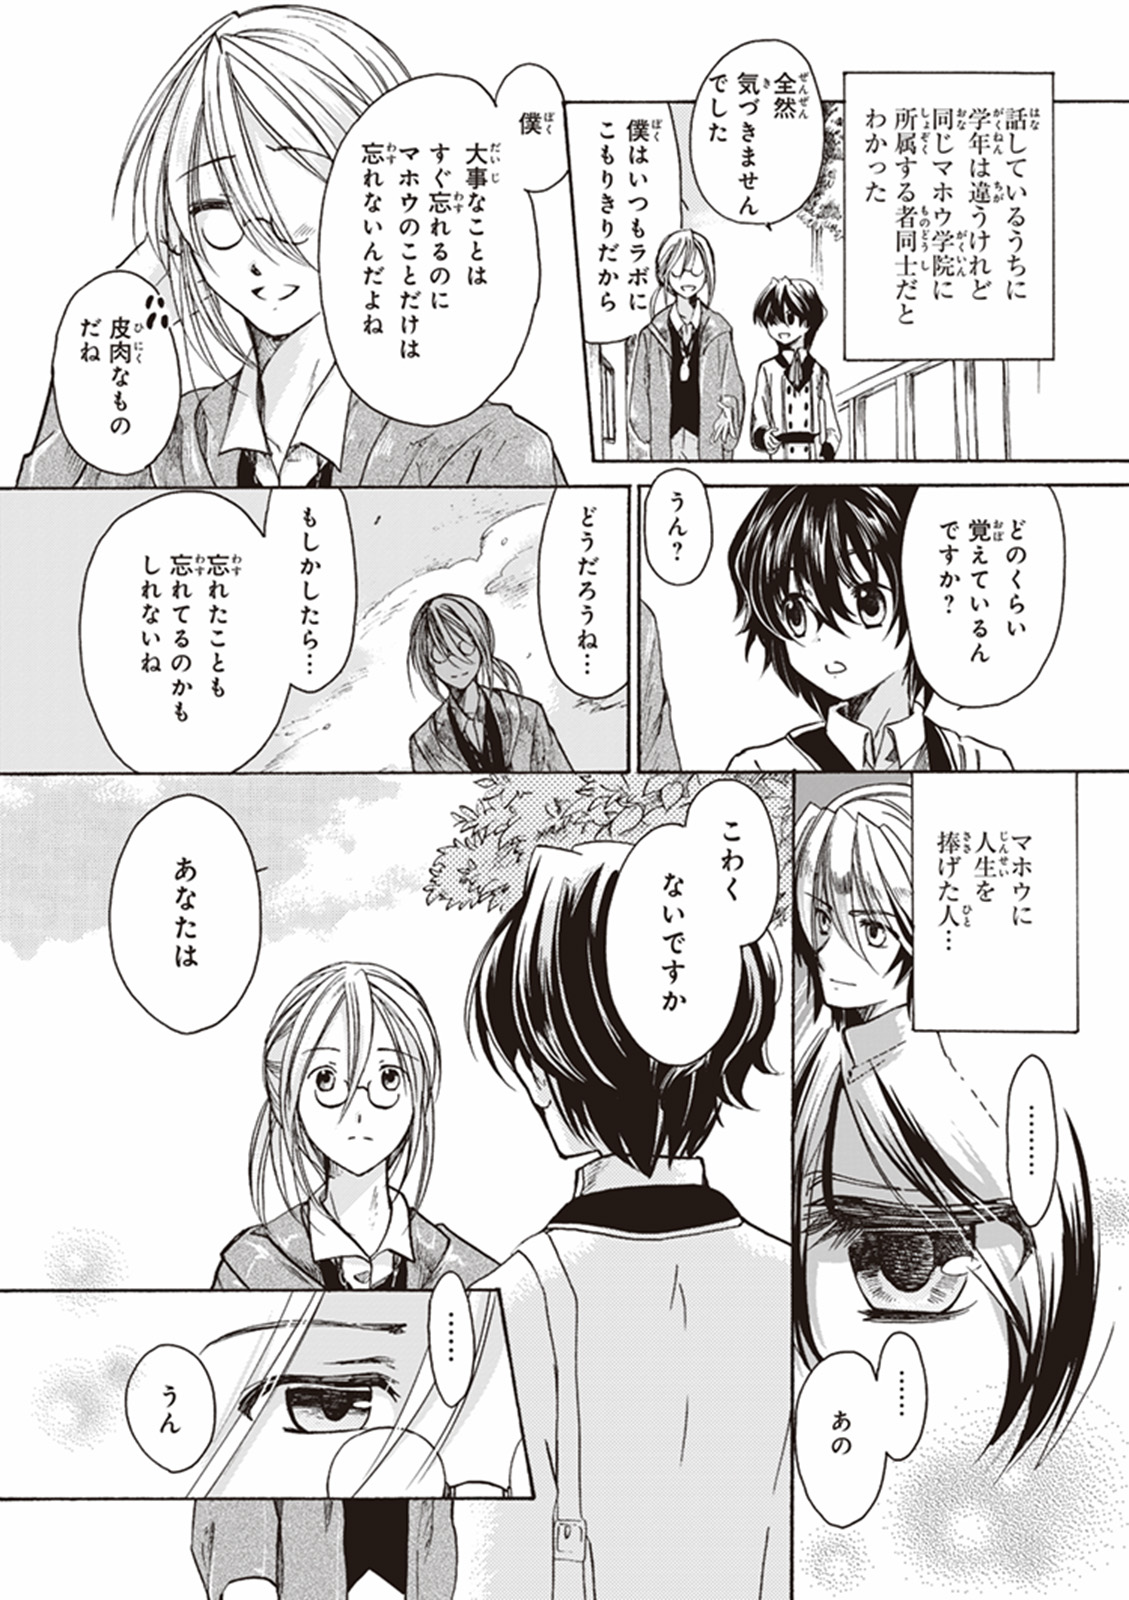 話しているうちに
学年は違うけれど
同じマホウ学院に
所属する者同士だと
わかった
全然
気づきません
でした
僕はいつもラボに
こもりきりだから
僕
大事なことは
すぐ忘れるのに
マホウのことだけは
忘れないんだよね
皮肉なもの
だね
どのくらい
覚えているん
ですか?
うん?
どうだろうね…
もしかしたら…
忘れたことも
忘れてるのかも
しれないね
マホウに
人生を
捧げた人…
………
……
あの
こわく
ないですか
あなたは
……
うん